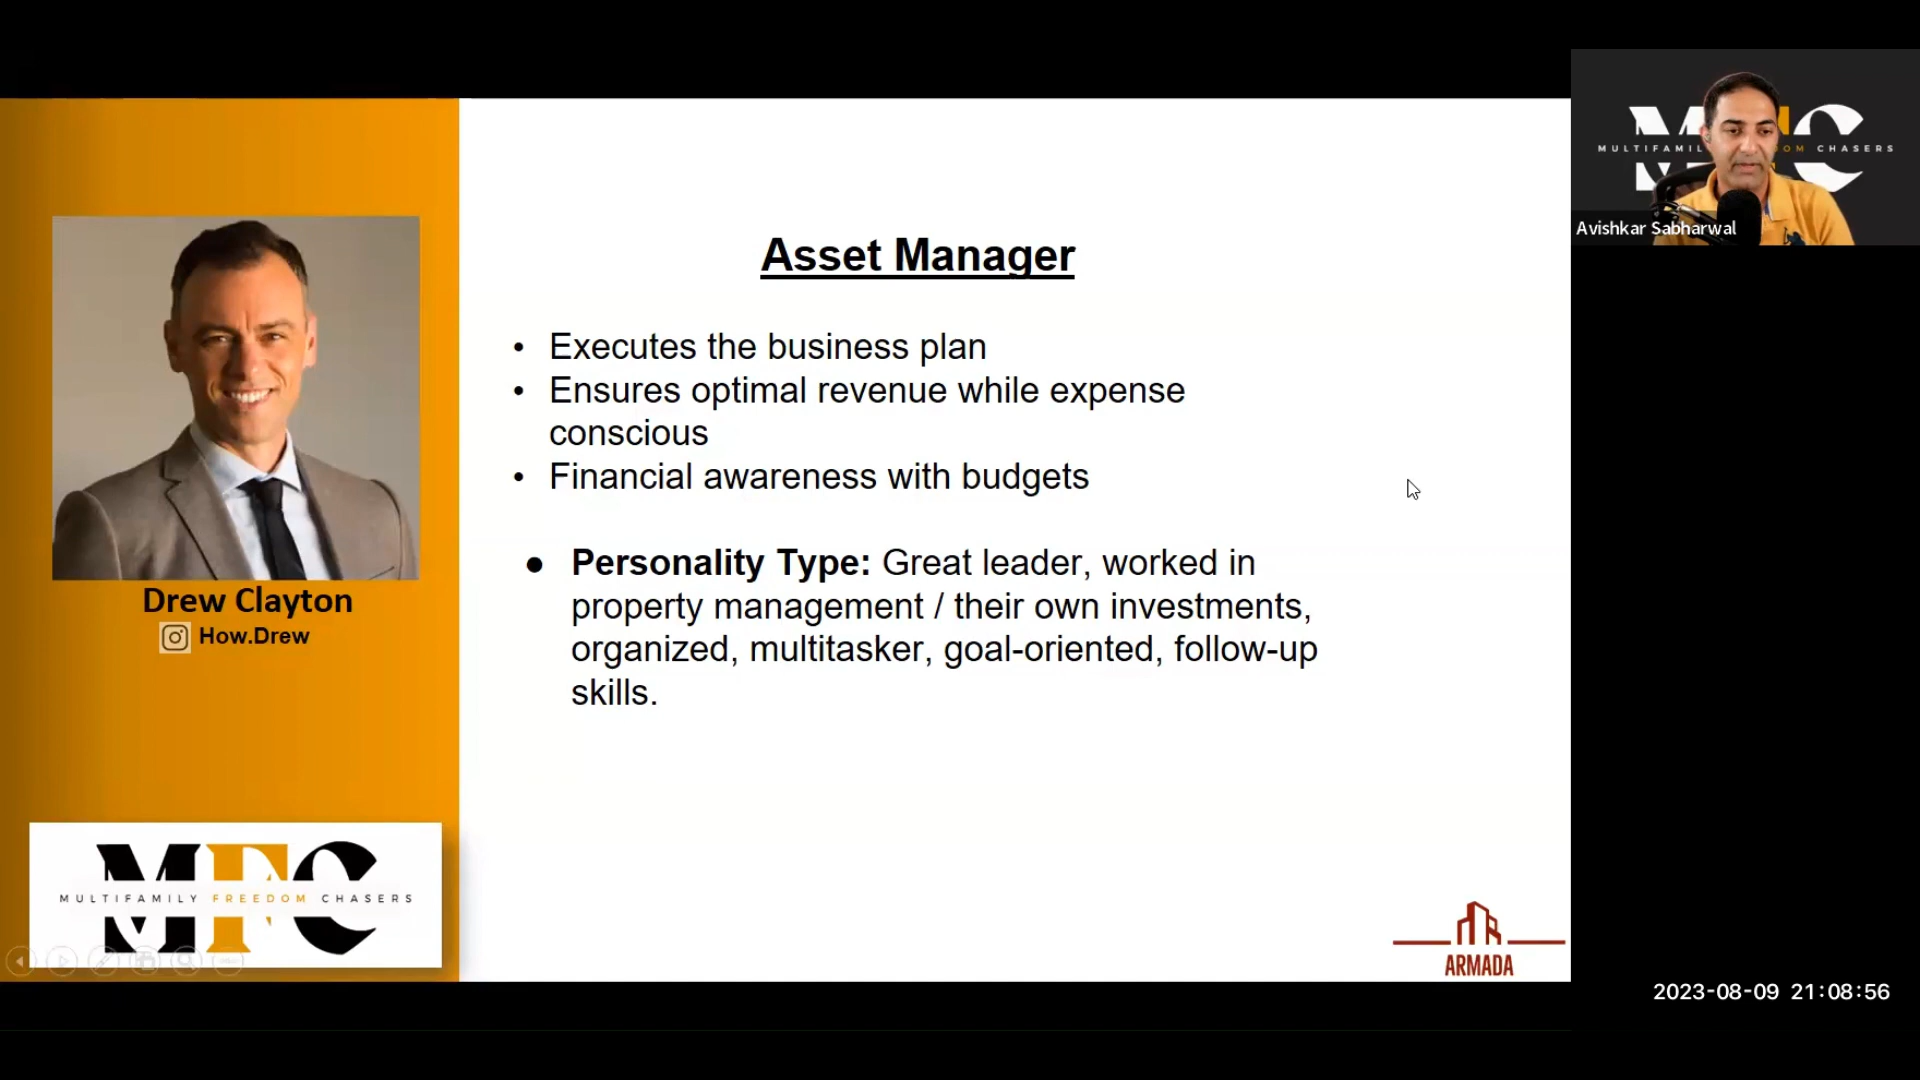 Asset Manager
• Executes the business plan
• Ensures optimal revenue while expense
conscious
• Financial awareness with budgets
● Personality Type: Great leader, worked in
property management / their own investments,
organized, multitasker, goal-oriented, follow-up
skills.
Drew Clayton
How.Drew
MFC
MULTIFAMILY FREEDOM CHASERS
ARMADA
CHASERS
Avishkar Sabharwal
2023-08-09 21:08:56